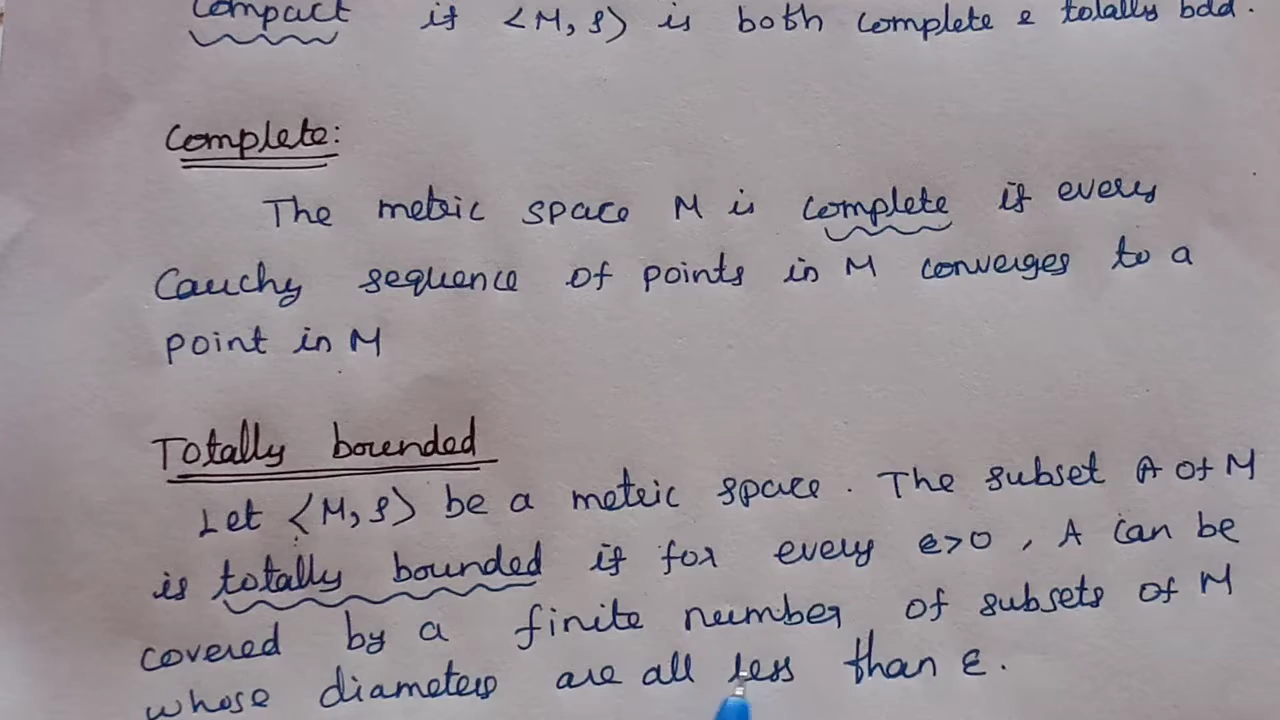 Compact if <M, ρ> is both complete & totally bdd.
Complete:
The metric space M is complete if every
Cauchy sequence of points in M converges to a
point in M
Totally bounded
Let <M, ρ> be a metric space. The subset A of M
is totally bounded if for every ε>0, A can be
covered by a finite number of subsets of M
whose diameters are all less than ε.